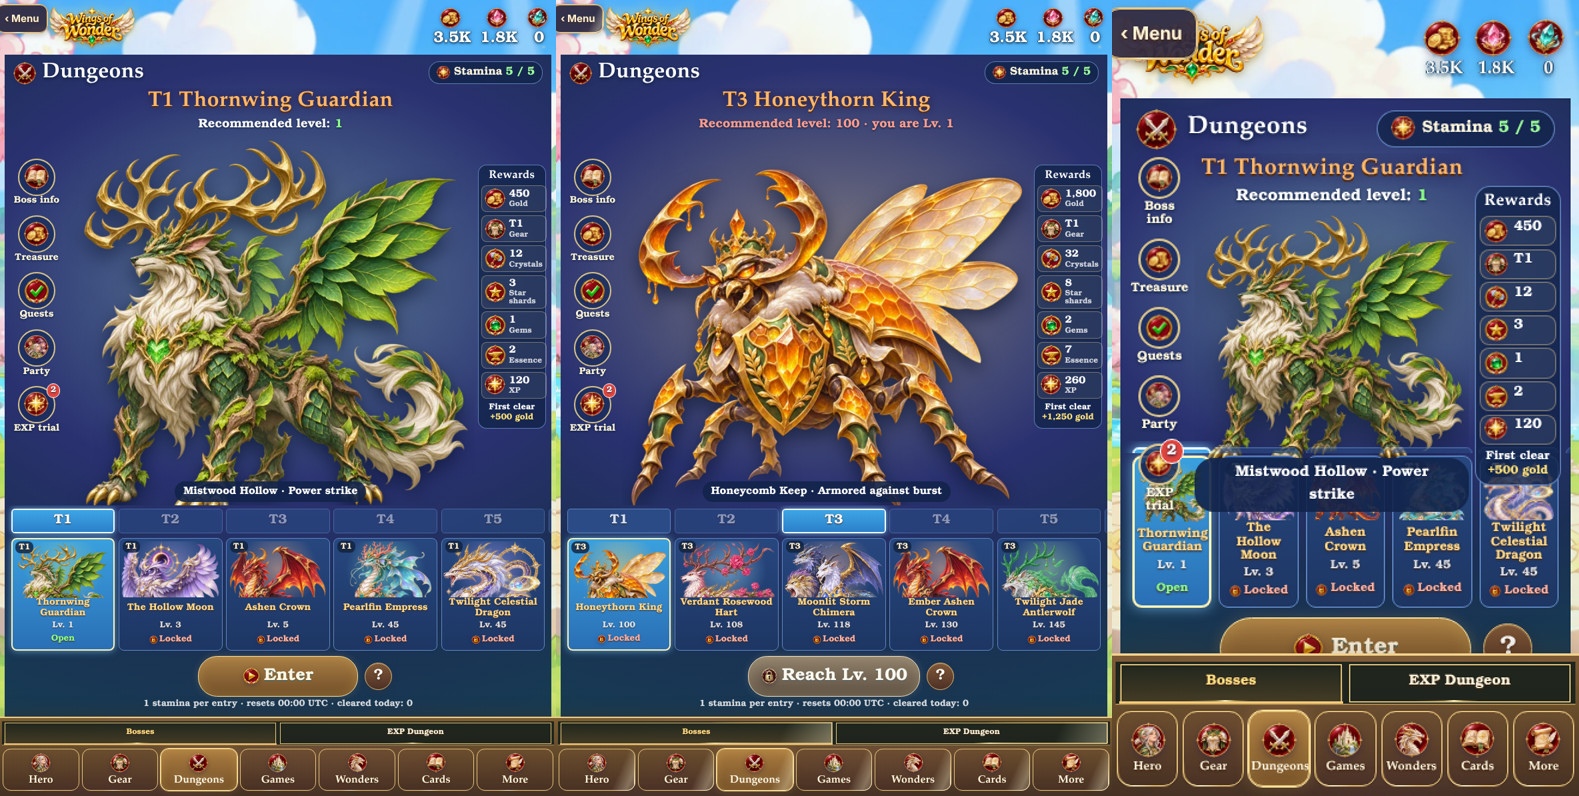 ‹ Menu
Wings of
Wonder
3.5K 1.8K 0
Dungeons
Stamina 5 / 5
T1 Thornwing Guardian
Recommended level: 1
Boss info
Treasure
Quests
Party
2
EXP trial
Rewards
450
Gold
T1
Gear
12
Crystals
3
Star
shards
1
Gems
2
Essence
120
XP
First clear
+500 gold
Mistwood Hollow · Power strike
T1 T2 T3 T4 T5
T1 T1 T1 T1 T1
Thornwing
Guardian
Lv. 1
Open
The Hollow Moon
Lv. 3
Locked
Ashen Crown
Lv. 5
Locked
Pearlfin Empress
Lv. 45
Locked
Twilight Celestial
Dragon
Lv. 45
Locked
Enter
?
1 stamina per entry · resets 00:00 UTC · cleared today: 0
Bosses
EXP Dungeon
Hero Gear Dungeons Games Wonders Cards More
‹ Menu
Wings of
Wonder
3.5K 1.8K 0
Dungeons
Stamina 5 / 5
T3 Honeythorn King
Recommended level: 100 · you are Lv. 1
Boss info
Treasure
Quests
Party
2
EXP trial
Rewards
1,800
Gold
T1
Gear
32
Crystals
8
Star
shards
2
Gems
7
Essence
260
XP
First clear
+1,250 gold
Honeycomb Keep · Armored against burst
T1 T2 T3 T4 T5
T3 T3 T3 T3 T3
Honeythorn King
Lv. 100
Locked
Verdant Rosewood
Hart
Lv. 108
Locked
Moonlit Storm
Chimera
Lv. 118
Locked
Ember Ashen
Crown
Lv. 130
Locked
Twilight Jade
Antlerwolf
Lv. 145
Locked
Reach Lv. 100
?
1 stamina per entry · resets 00:00 UTC · cleared today: 0
Bosses
EXP Dungeon
Hero Gear Dungeons Games Wonders Cards More
‹ Menu
3.5K 1.8K 0
Dungeons
Stamina 5 / 5
T1 Thornwing Guardian
Recommended level: 1
Boss
info
Treasure
Quests
Party
2
EXP
trial
Rewards
450
T1
12
3
1
2
120
First clear
+500 gold
Mistwood Hollow · Power
strike
Thornwing
Guardian
Lv. 1
Open
The
Hollow
Moon
Lv. 3
Locked
Ashen
Crown
Lv. 5
Locked
Pearlfin
Empress
Lv. 45
Locked
Twilight
Celestial
Dragon
Lv. 45
Locked
Enter
?
Bosses
EXP Dungeon
Hero Gear Dungeons Games Wonders Cards More